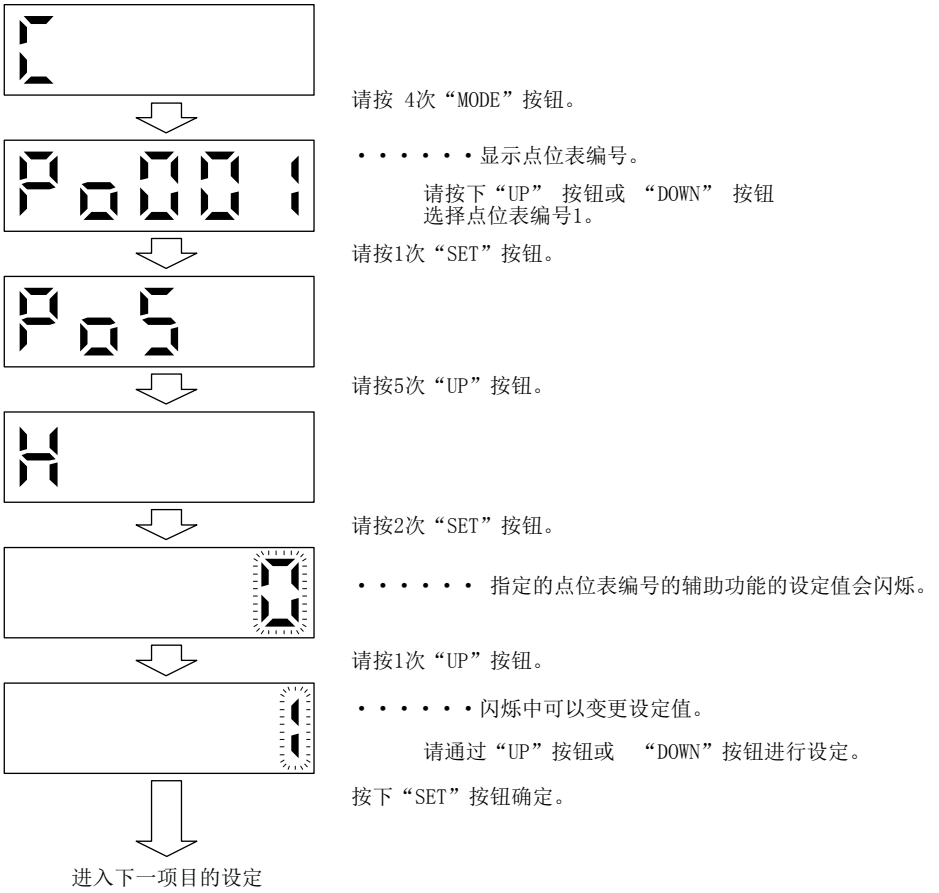 C
请按 4次“MODE”按钮。
Po001
・・・・・・显示点位表编号。
请按下“UP” 按钮或 “DOWN” 按钮
选择点位表编号1。
请按1次“SET”按钮。
PoS
请按5次“UP”按钮。
H
请按2次“SET”按钮。
0
・・・・・・ 指定的点位表编号的辅助功能的设定值会闪烁。
请按1次“UP”按钮。
1
・・・・・・闪烁中可以变更设定值。
请通过“UP”按钮或 “DOWN”按钮进行设定。
按下“SET”按钮确定。
进入下一项目的设定